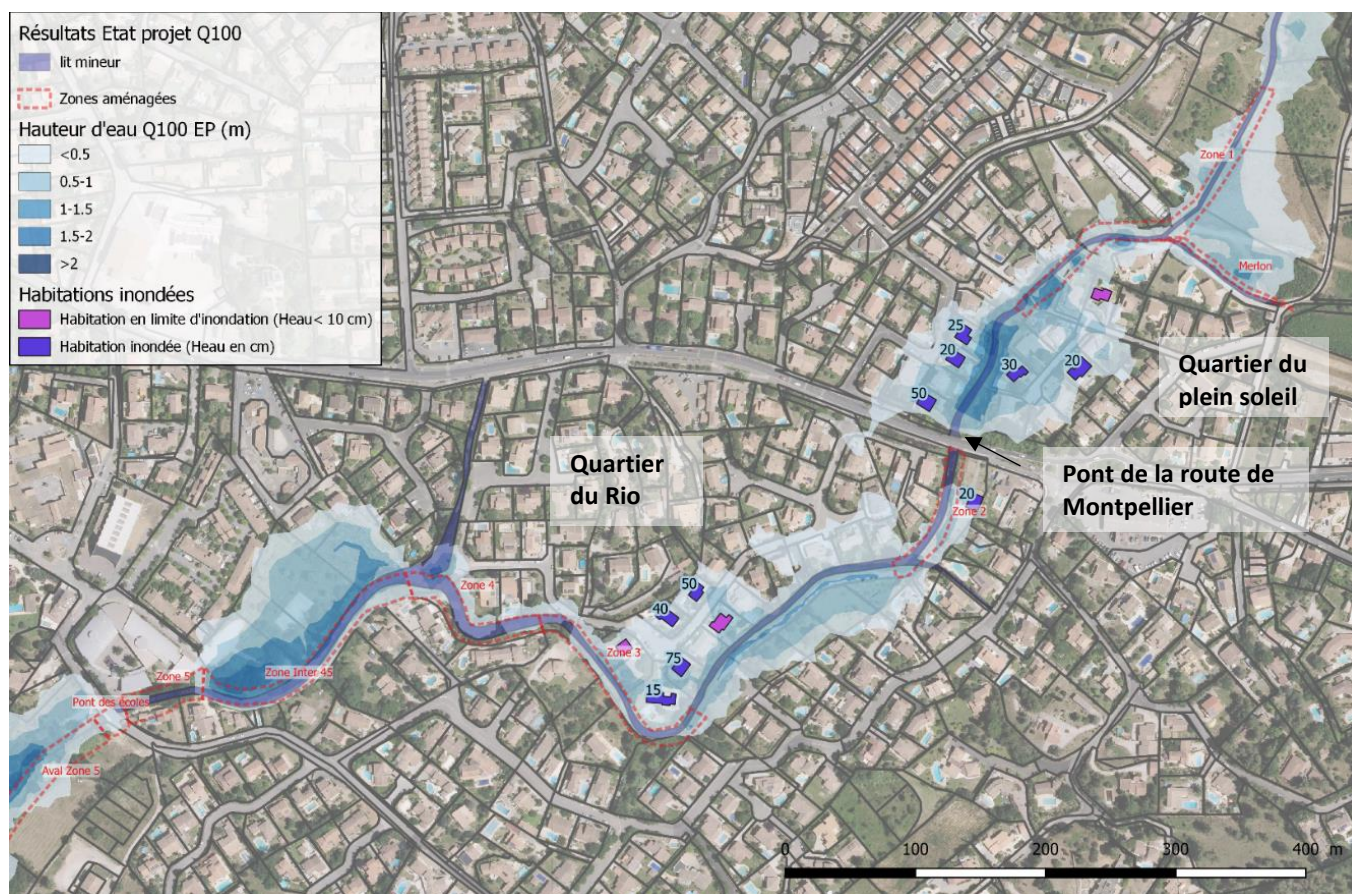 Résultats Etat projet Q100
lit mineur
Zones aménagées
Hauteur d'eau Q100 EP (m)
<0.5
0.5-1
1-1.5
1.5-2
>2
Habitations inondées
Habitation en limite d'inondation (Heau< 10 cm)
Habitation inondée (Heau en cm)
Zone 1
Merlon
25
20
30
20
50
Quartier du
plein soleil
Pont de la route de
Montpellier
Quartier
du Rio
20
Zone 2
50
40
Zone 4
Zone 3
75
15
Zone Inter 45
Zone 5
Pont des écoles
Aval Zone 5
0 100 200 300 400 m